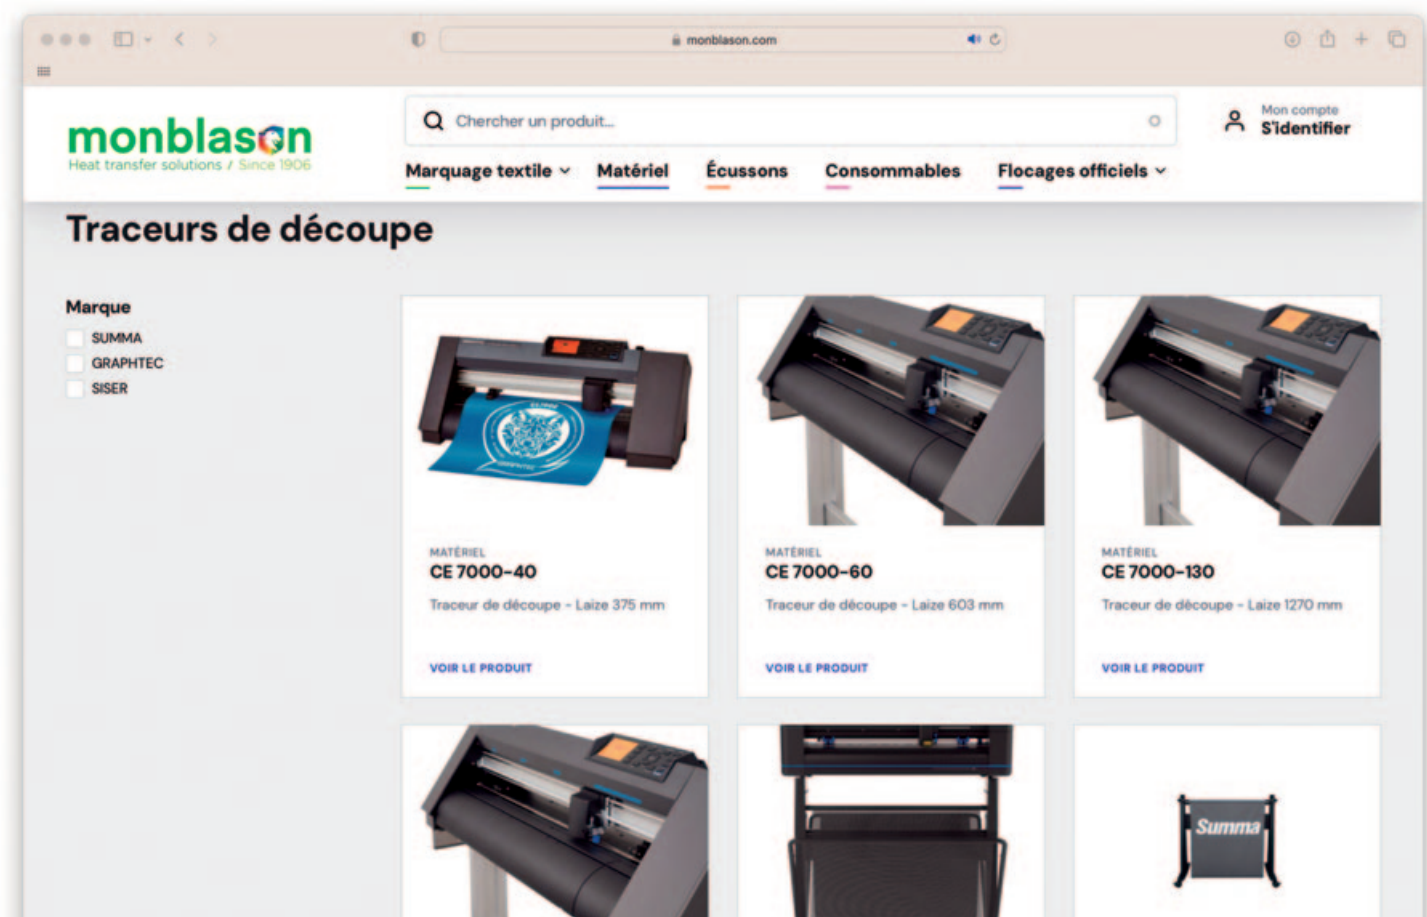 monblason.com
monblason
Heat transfer solutions / Since 1906
Chercher un produit...
Mon compte
S'identifier
Marquage textile
Matériel
Écussons
Consommables
Flocages officiels
Traceurs de découpe
Marque
SUMMA
GRAPHTEC
SISER
GRAPHTEC
MATÉRIEL
CE 7000-40
Traceur de découpe - Laize 375 mm
VOIR LE PRODUIT
MATÉRIEL
CE 7000-60
Traceur de découpe - Laize 603 mm
VOIR LE PRODUIT
MATÉRIEL
CE 7000-130
Traceur de découpe - Laize 1270 mm
VOIR LE PRODUIT
Summa